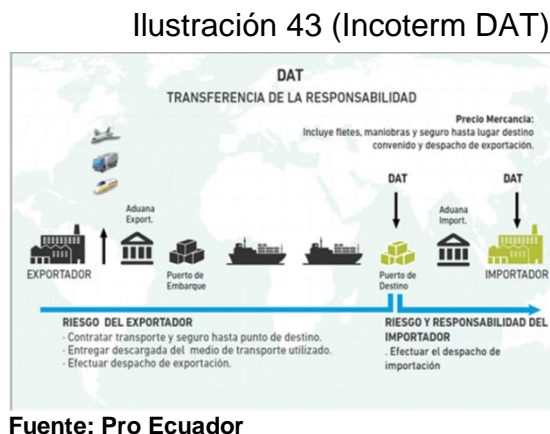 Ilustración 43 (Incoterm DAT)
DAT
TRANSFERENCIA DE LA RESPONSABILIDAD
Precio Mercancia:
Incluye fletes, maniobras y seguro hasta lugar destino
convenido y despacho de exportación.
DAT
DAT
Aduana
Export.
Aduana
Import.
EXPORTADOR
Puerto de
Embarque
Puerto de
Destino
IMPORTADOR
RIESGO DEL EXPORTADOR
· Contratar transporte y seguro hasta punto de destino.
· Entregar descargada del medio de transporte utilizado.
· Efectuar despacho de exportación.
RIESGO Y RESPONSABILIDAD DEL
IMPORTADOR
. Efectuar el despacho de
importación
Fuente: Pro Ecuador